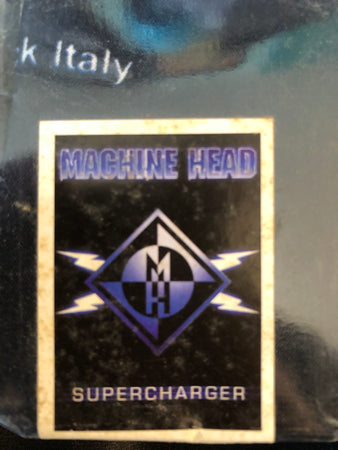 k Italy
MACHINE HEAD
M
H
SUPERCHARGER